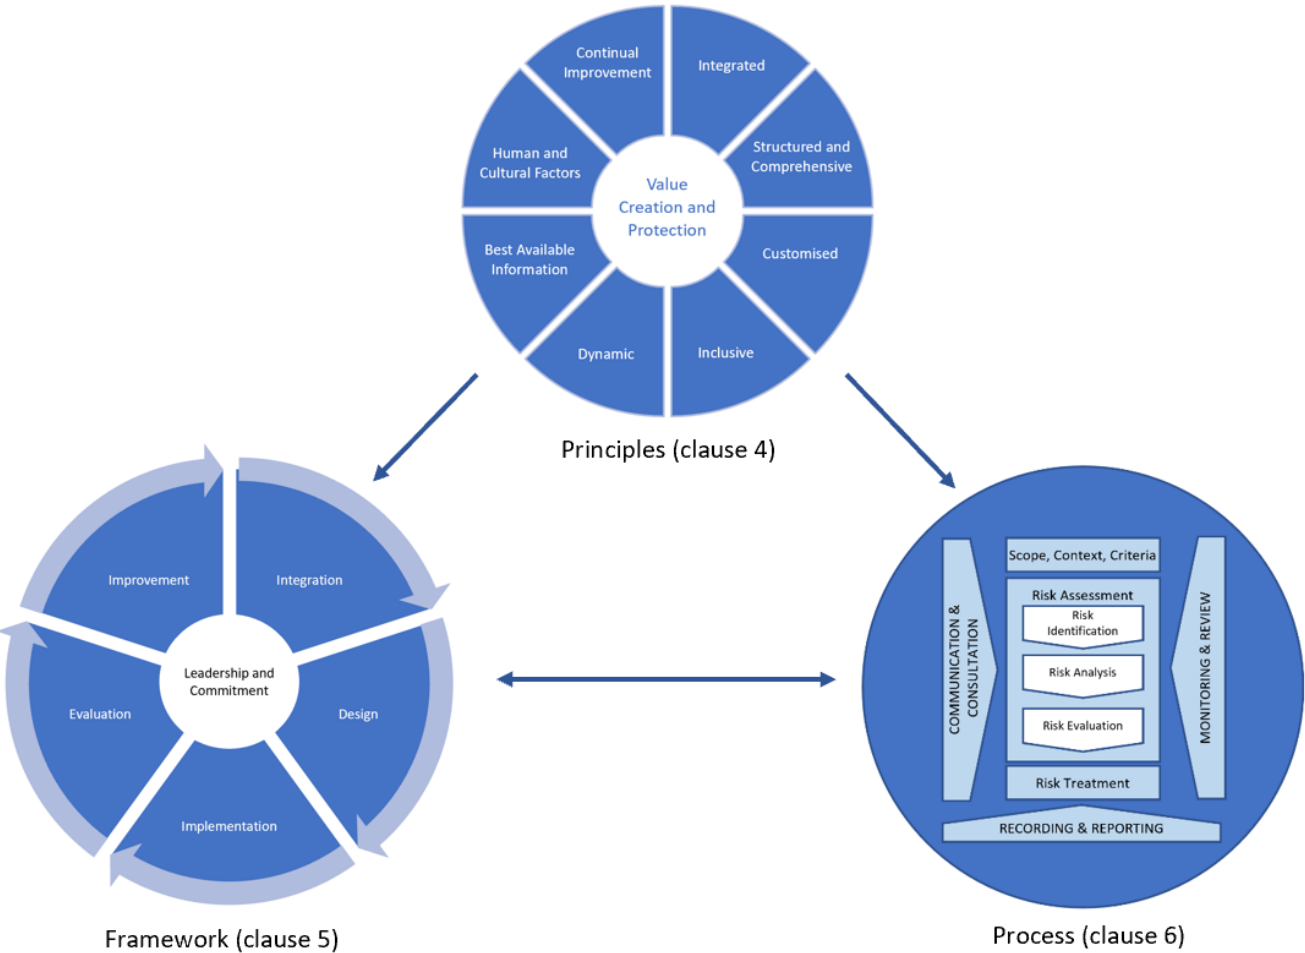 Continual
Improvement
Integrated
Structured and
Comprehensive
Customised
Inclusive
Dynamic
Best Available
Information
Human and
Cultural Factors
Value
Creation and
Protection
Principles (clause 4)
Improvement
Integration
Design
Implementation
Evaluation
Leadership and
Commitment
Framework (clause 5)
Scope, Context, Criteria
Risk Assessment
Risk
Identification
Risk Analysis
Risk Evaluation
Risk Treatment
COMMUNICATION &
CONSULTATION
MONITORING & REVIEW
RECORDING & REPORTING
Process (clause 6)